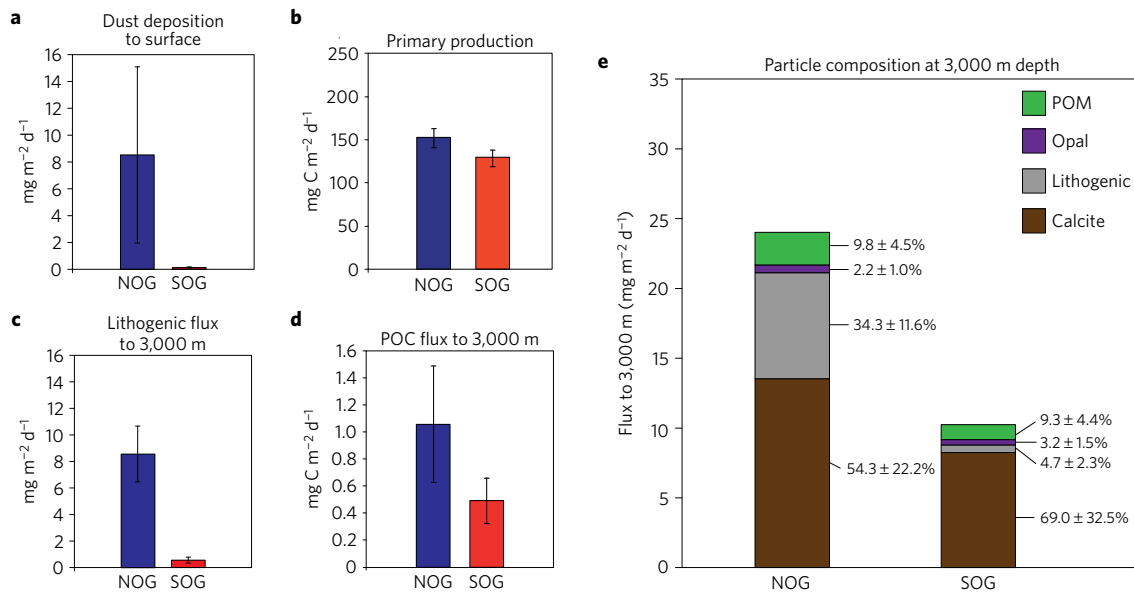 a
Dust deposition
to surface
mg m⁻² d⁻¹
16
14
12
10
8
6
4
2
0
NOG SOG
b
Primary production
mg C m⁻² d⁻¹
250
200
150
100
50
0
NOG SOG
c
Lithogenic flux
to 3,000 m
mg m⁻² d⁻¹
16
14
12
10
8
6
4
2
0
NOG SOG
d
POC flux to 3,000 m
mg C m⁻² d⁻¹
1.6
1.4
1.2
1.0
0.8
0.6
0.4
0.2
0
NOG SOG
e
Particle composition at 3,000 m depth
Flux to 3,000 m (mg m⁻² d⁻¹)
35
30
25
20
15
10
5
0
POM
Opal
Lithogenic
Calcite
9.8 ± 4.5%
2.2 ± 1.0%
34.3 ± 11.6%
54.3 ± 22.2%
9.3 ± 4.4%
3.2 ± 1.5%
4.7 ± 2.3%
69.0 ± 32.5%
NOG SOG